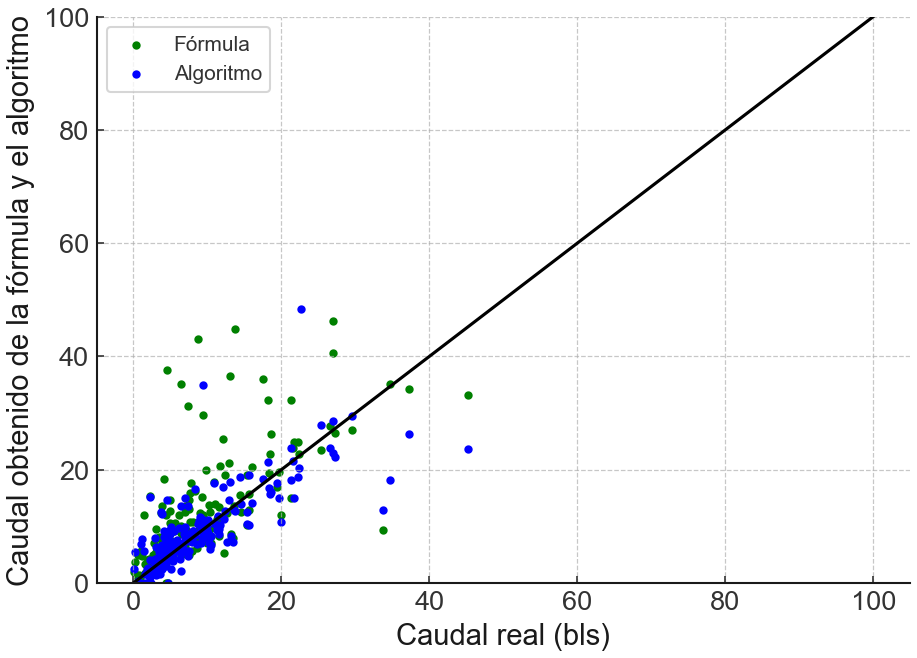 Caudal obtenido de la fórmula y el algoritmo
100
80
60
40
20
0
Fórmula
Algoritmo
0 20 40 60 80 100
Caudal real (bls)